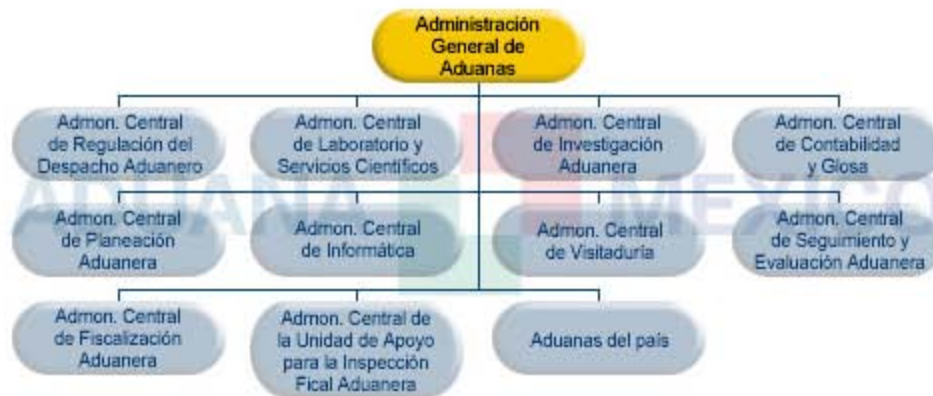 Administración
General de
Aduanas
Admon. Central
de Regulación del
Despacho Aduanero
Admon. Central
de Laboratorio y
Servicios Científicos
Admon. Central
de Investigación
Aduanera
Admon. Central
de Contabilidad
y Glosa
ADUANA MEXICO
Admon. Central
de Planeación
Aduanera
Admon. Central
de Informática
Admon. Central
de Visitaduría
Admon. Central
de Seguimiento y
Evaluación Aduanera
Admon. Central
de Fiscalización
Aduanera
Admon. Central de
la Unidad de Apoyo
para la Inspección
Fical Aduanera
Aduanas del país